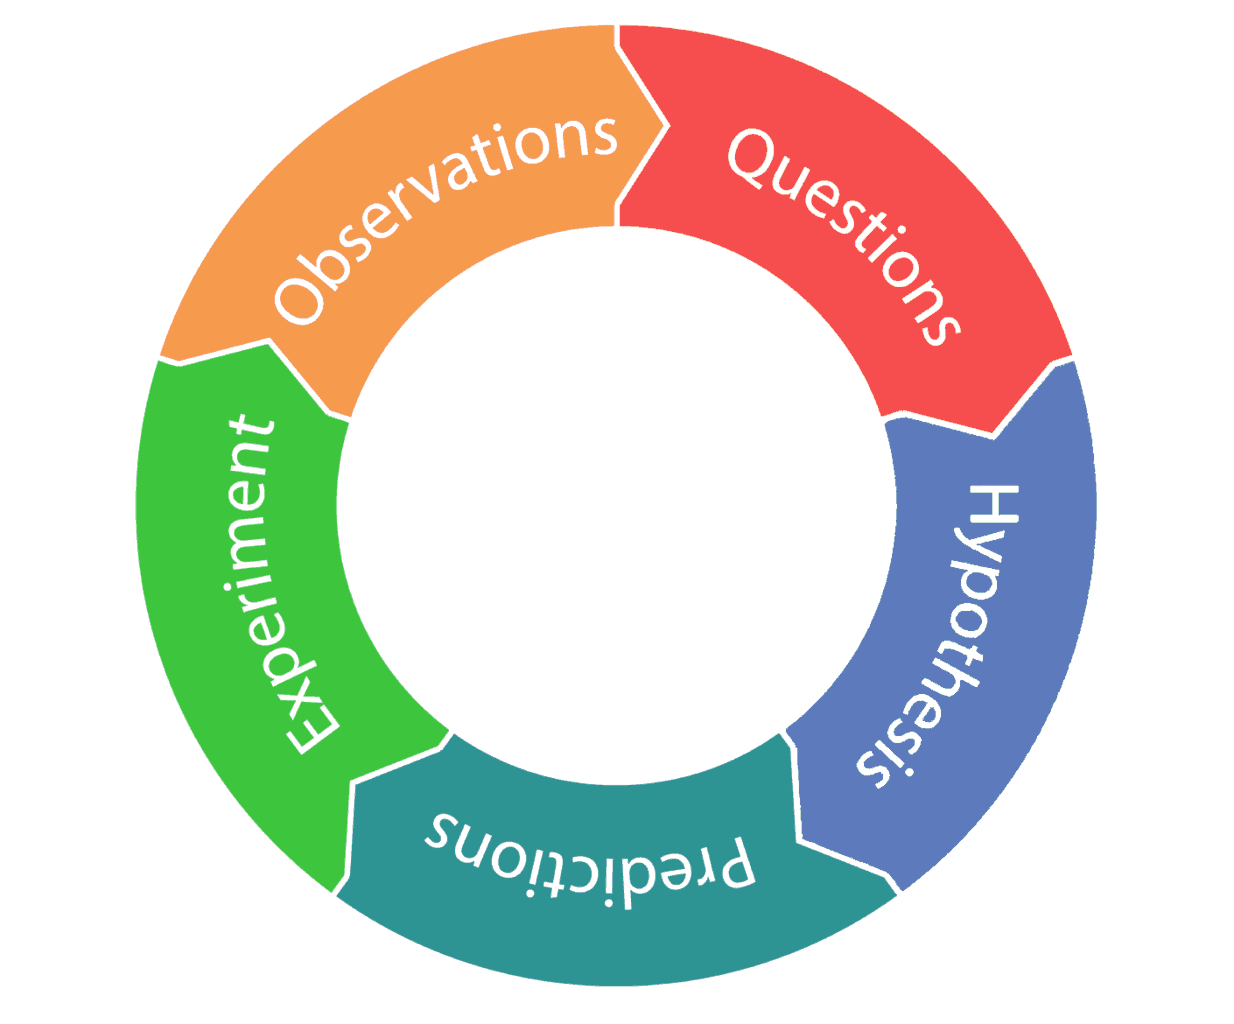 Observations
Questions
Hypothesis
Predictions
Experiment